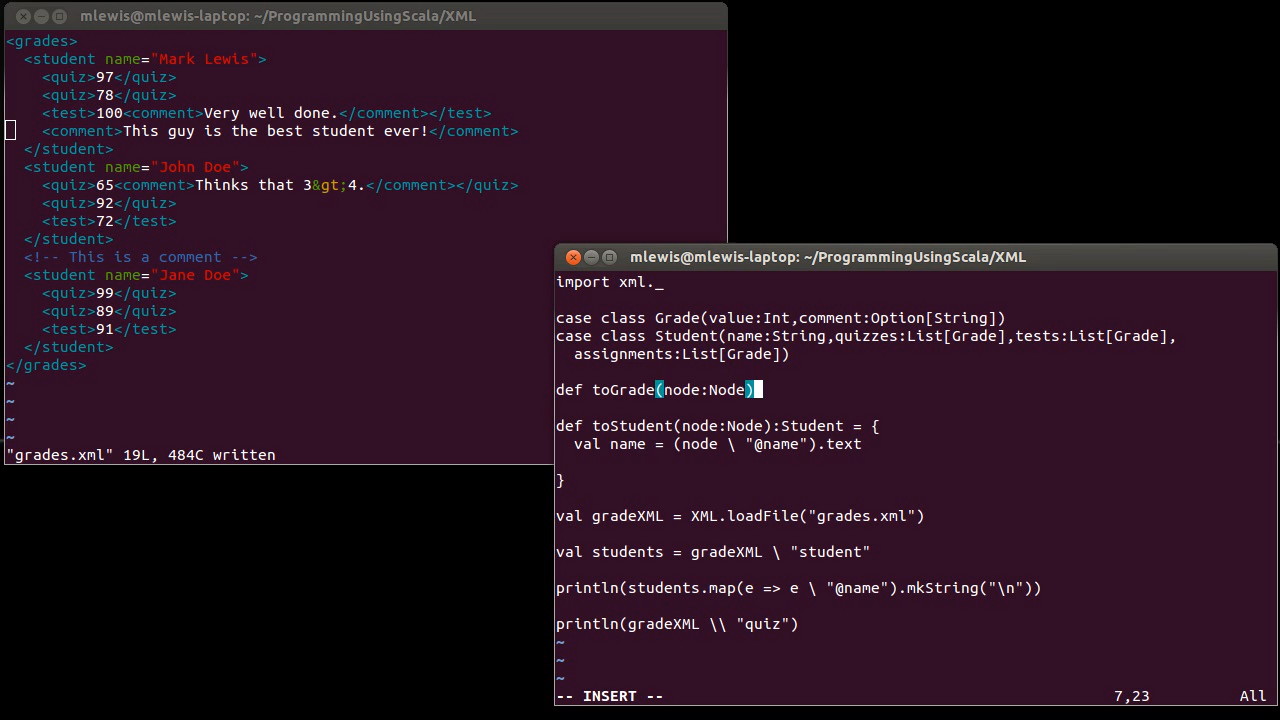 mlewis@mlewis-laptop: ~/ProgrammingUsingScala/XML
<grades>
  <student name="Mark Lewis">
    <quiz>97</quiz>
    <quiz>78</quiz>
    <test>100<comment>Very well done.</comment></test>
    <comment>This guy is the best student ever!</comment>
  </student>
  <student name="John Doe">
    <quiz>65<comment>Thinks that 3&gt;4.</comment></quiz>
    <quiz>92</quiz>
    <test>72</test>
  </student>
  <!-- This is a comment -->
  <student name="Jane Doe">
    <quiz>99</quiz>
    <quiz>89</quiz>
    <test>91</test>
  </student>
</grades>
~
~
~
~
"grades.xml" 19L, 484C written
mlewis@mlewis-laptop: ~/ProgrammingUsingScala/XML
import xml._
case class Grade(value:Int,comment:Option[String])
case class Student(name:String,quizzes:List[Grade],tests:List[Grade],
  assignments:List[Grade])
def toGrade(node:Node)
def toStudent(node:Node):Student = {
  val name = (node \ "@name").text
}
val gradeXML = XML.loadFile("grades.xml")
val students = gradeXML \ "student"
println(students.map(e => e \ "@name").mkString("\n"))
println(gradeXML \\ "quiz")
~
~
~
-- INSERT -- 7,23 All